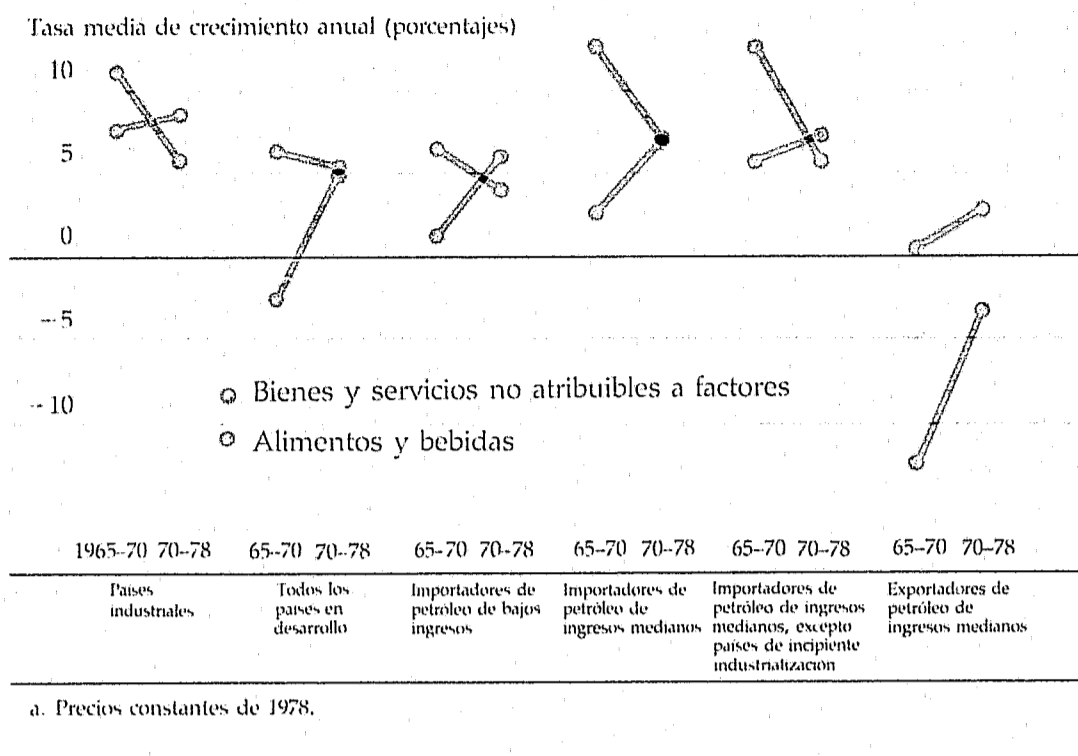 Tasa media de crecimiento anual (porcentajes)
10
5
0
-5
-10
Bienes y servicios no atribuibles a factores
Alimentos y bebidas
1965-70 70-78 65-70 70-78 65-70 70-78 65-70 70-78 65-70 70-78 65-70 70-78
Países
industriales
Todos los
países en
desarrollo
Importadores de
petróleo de bajos
ingresos
Importadores de
petróleo de
ingresos medianos
Importadores de
petróleo de ingresos
medianos, excepto
países de incipiente
industrialización
Exportadores de
petróleo de
ingresos medianos
a. Precios constantes de 1978.